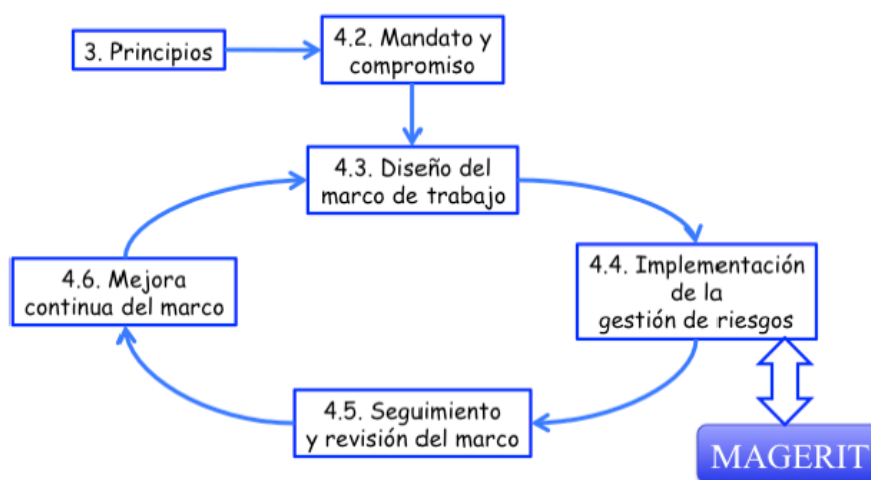 3. Principios
4.2. Mandato y
compromiso
4.3. Diseño del
marco de trabajo
4.6. Mejora
continua del marco
4.4. Implementación
de la
gestión de riesgos
4.5. Seguimiento
y revisión del marco
MAGERIT